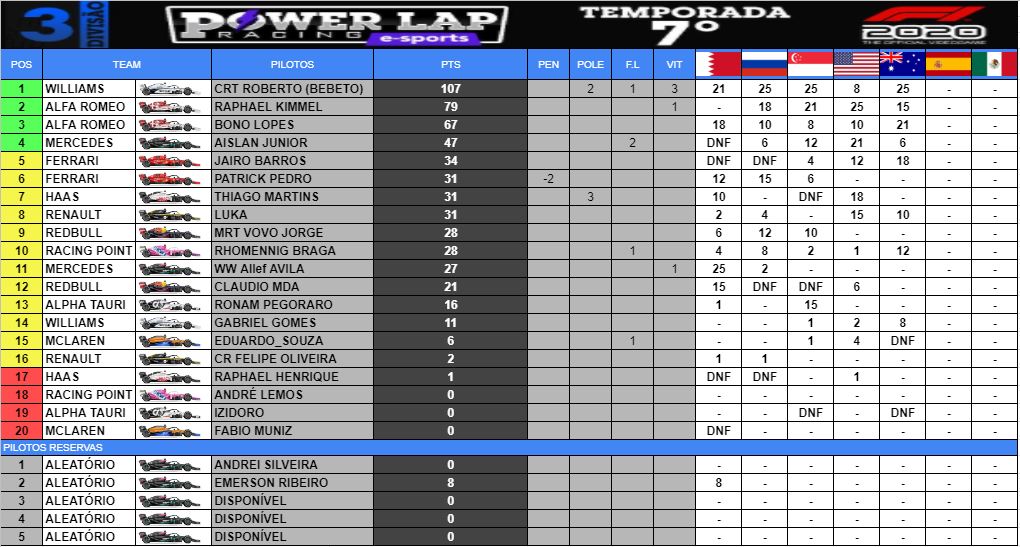 3 DIVISÃO POWER LAP RACING e-sports TEMPORADA 7º F1 2020 THE OFFICIAL VIDEOGAME
POS TEAM PILOTOS PTS PEN POLE F.L VIT
1 WILLIAMS CRT ROBERTO (BEBETO) 107 2 1 3 21 25 25 8 25 - -
2 ALFA ROMEO RAPHAEL KIMMEL 79 1 - 18 21 25 15 - -
3 ALFA ROMEO BONO LOPES 67 18 10 8 10 21 - -
4 MERCEDES AISLAN JUNIOR 47 2 DNF 6 12 21 6 - -
5 FERRARI JAIRO BARROS 34 DNF DNF 4 12 18 - -
6 FERRARI PATRICK PEDRO 31 -2 12 15 6 - - - -
7 HAAS THIAGO MARTINS 31 3 10 - DNF 18 - - -
8 RENAULT LUKA 31 2 4 - 15 10 - -
9 REDBULL MRT VOVO JORGE 28 6 12 10 - - - -
10 RACING POINT RHOMENNIG BRAGA 28 1 4 8 2 1 12 - -
11 MERCEDES WW Allef AVILA 27 1 25 2 - - - - -
12 REDBULL CLAUDIO MDA 21 15 DNF DNF 6 - - -
13 ALPHA TAURI RONAM PEGORARO 16 1 - 15 - - - -
14 WILLIAMS GABRIEL GOMES 11 - - 1 2 8 - -
15 MCLAREN EDUARDO_SOUZA 6 1 - - 1 4 DNF - -
16 RENAULT CR FELIPE OLIVEIRA 2 1 1 - - - - -
17 HAAS RAPHAEL HENRIQUE 1 DNF DNF - 1 - - -
18 RACING POINT ANDRÉ LEMOS 0 - - - - - - -
19 ALPHA TAURI IZIDORO 0 - - DNF - DNF - -
20 MCLAREN FABIO MUNIZ 0 DNF - - - - - -
PILOTOS RESERVAS
1 ALEATÓRIO ANDREI SILVEIRA 0 - - - - - - -
2 ALEATÓRIO EMERSON RIBEIRO 8 8 - - - - - -
3 ALEATÓRIO DISPONÍVEL 0 - - - - - - -
4 ALEATÓRIO DISPONÍVEL 0 - - - - - - -
5 ALEATÓRIO DISPONÍVEL 0 - - - - - - -